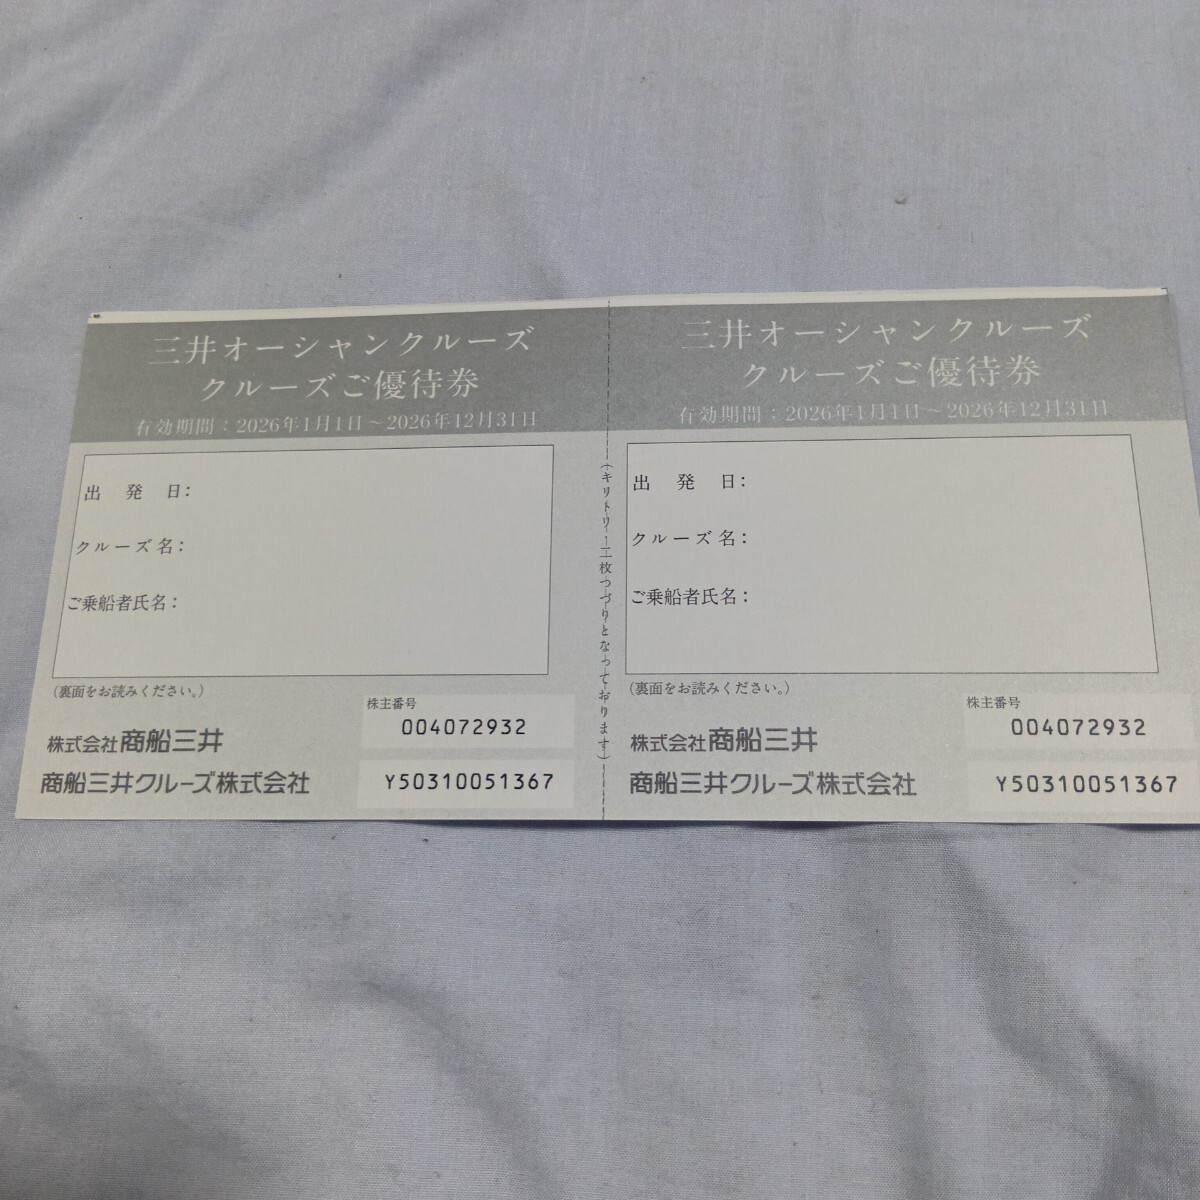 三井オーシャンクルーズ
クルーズご優待券
有効期間：2026年1月1日～2026年12月31日
出 発 日：
クルーズ名：
ご乗船者氏名：
（裏面をお読みください。）
株主番号
004072932
株式会社商船三井
商船三井クルーズ株式会社
Y50310051367
（キリトリ！二枚つづりとなっております）
三井オーシャンクルーズ
クルーズご優待券
有効期間：2026年1月1日～2026年12月31日
出 発 日：
クルーズ名：
ご乗船者氏名：
（裏面をお読みください。）
株主番号
004072932
株式会社商船三井
商船三井クルーズ株式会社
Y50310051367